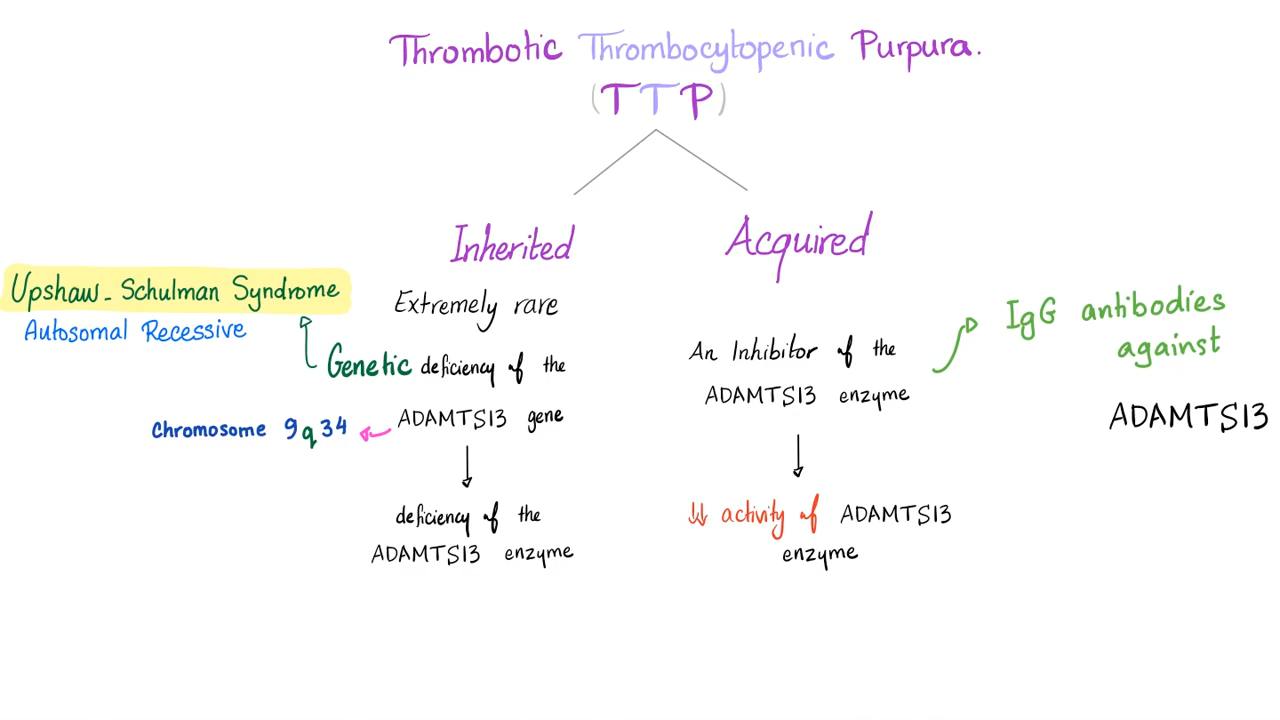 Thrombotic Thrombocytopenic Purpura.
(TTP)
Inherited
Extremely rare
Genetic deficiency of the
ADAMTS13 gene
deficiency of the
ADAMTS13 enzyme
Upshaw-Schulman Syndrome
Autosomal Recessive
Chromosome 9q34
Acquired
An Inhibitor of the
ADAMTS13 enzyme
↓↓ activity of ADAMTS13
enzyme
IgG antibodies
against
ADAMTS13